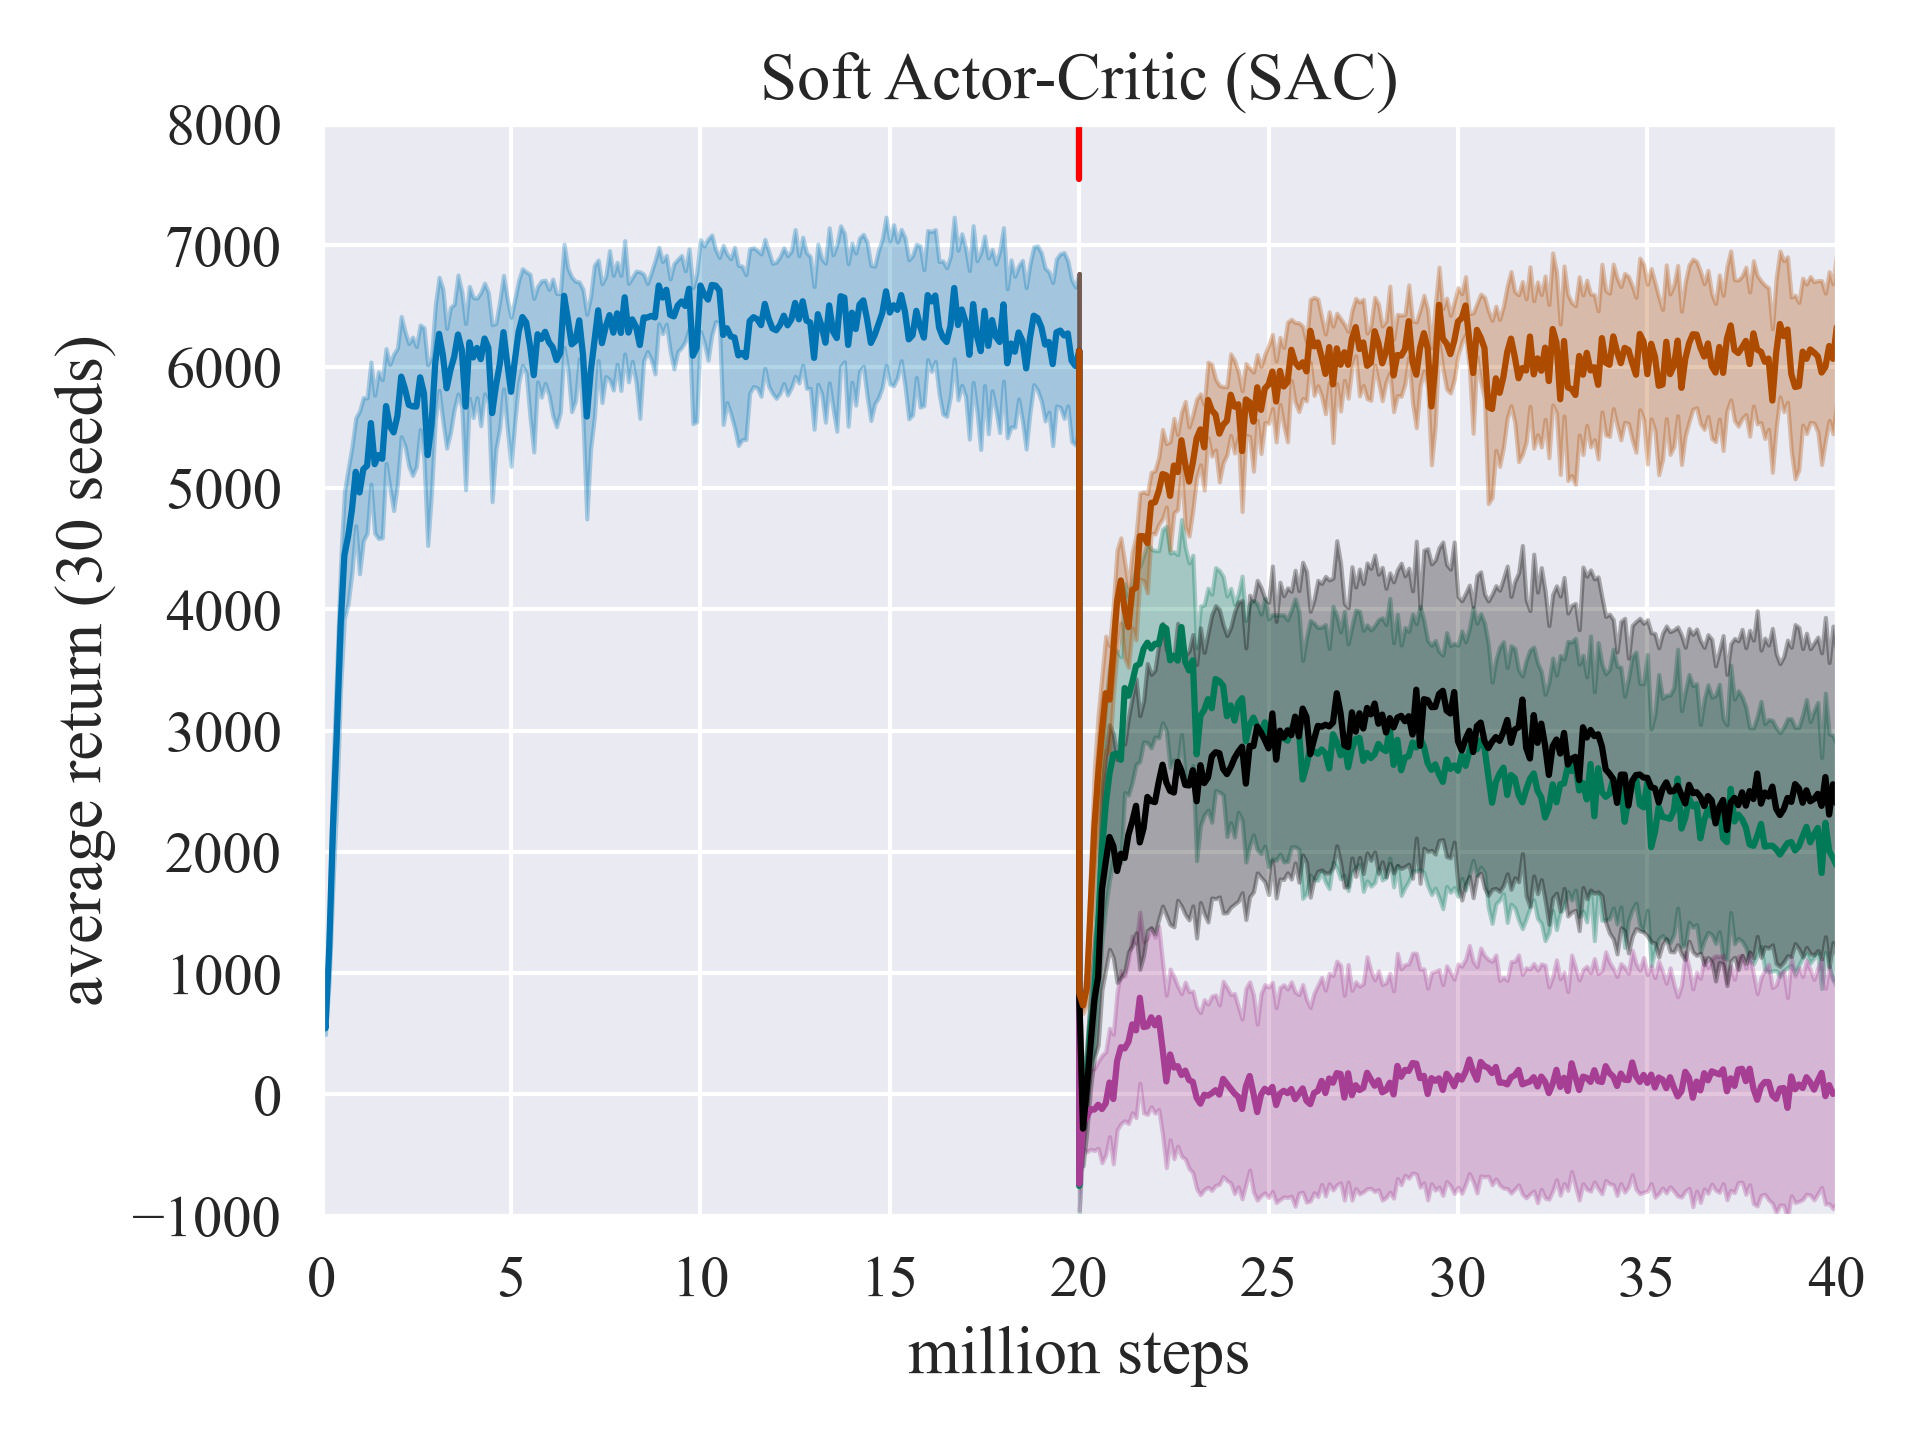 Soft Actor-Critic (SAC)
8000
7000
6000
5000
4000
3000
2000
1000
0
−1000
average return (30 seeds)
0 5 10 15 20 25 30 35 40
million steps